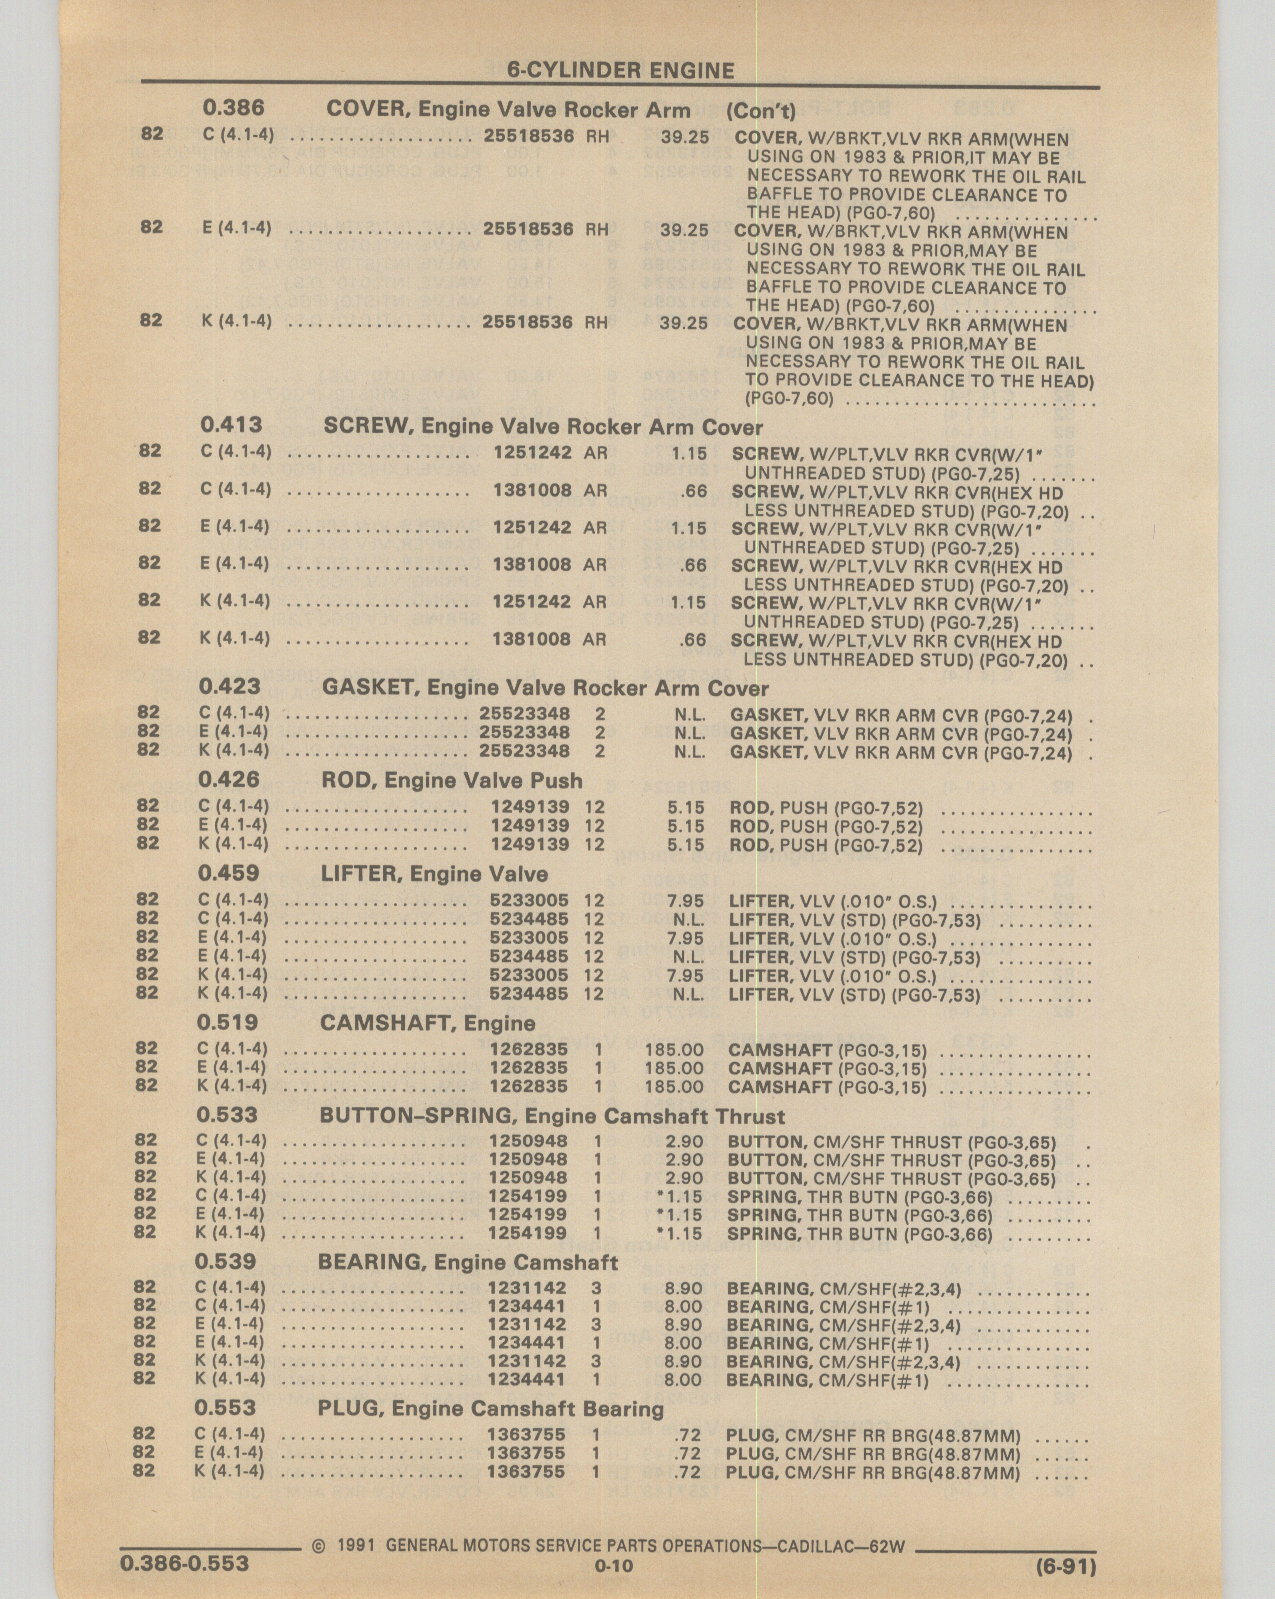 6-CYLINDER ENGINE
0.386 COVER, Engine Valve Rocker Arm (Con't)
82 C (4.1-4) ................... 25518536 RH 39.25 COVER, W/BRKT,VLV RKR ARM(WHEN
USING ON 1983 & PRIOR,IT MAY BE
NECESSARY TO REWORK THE OIL RAIL
BAFFLE TO PROVIDE CLEARANCE TO
THE HEAD) (PG0-7,60) ...............
82 E (4.1-4) ................... 25518536 RH 39.25 COVER, W/BRKT,VLV RKR ARM(WHEN
USING ON 1983 & PRIOR,MAY BE
NECESSARY TO REWORK THE OIL RAIL
BAFFLE TO PROVIDE CLEARANCE TO
THE HEAD) (PG0-7,60) ...............
82 K (4.1-4) ................... 25518536 RH 39.25 COVER, W/BRKT,VLV RKR ARM(WHEN
USING ON 1983 & PRIOR,MAY BE
NECESSARY TO REWORK THE OIL RAIL
TO PROVIDE CLEARANCE TO THE HEAD)
(PG0-7,60) ..........................
0.413 SCREW, Engine Valve Rocker Arm Cover
82 C (4.1-4) ................... 1251242 AR 1.15 SCREW, W/PLT,VLV RKR CVR(W/1"
UNTHREADED STUD) (PG0-7,25) .......
82 C (4.1-4) ................... 1381008 AR .66 SCREW, W/PLT,VLV RKR CVR(HEX HD
LESS UNTHREADED STUD) (PG0-7,20) ..
82 E (4.1-4) ................... 1251242 AR 1.15 SCREW, W/PLT,VLV RKR CVR(W/1"
UNTHREADED STUD) (PG0-7,25) .......
82 E (4.1-4) ................... 1381008 AR .66 SCREW, W/PLT,VLV RKR CVR(HEX HD
LESS UNTHREADED STUD) (PG0-7,20) ..
82 K (4.1-4) ................... 1251242 AR 1.15 SCREW, W/PLT,VLV RKR CVR(W/1"
UNTHREADED STUD) (PG0-7,25) .......
82 K (4.1-4) ................... 1381008 AR .66 SCREW, W/PLT,VLV RKR CVR(HEX HD
LESS UNTHREADED STUD) (PG0-7,20) ..
0.423 GASKET, Engine Valve Rocker Arm Cover
82 C (4.1-4) ................... 25523348 2 N.L. GASKET, VLV RKR ARM CVR (PG0-7,24) .
82 E (4.1-4) ................... 25523348 2 N.L. GASKET, VLV RKR ARM CVR (PG0-7,24) .
82 K (4.1-4) ................... 25523348 2 N.L. GASKET, VLV RKR ARM CVR (PG0-7,24) .
0.426 ROD, Engine Valve Push
82 C (4.1-4) ................... 1249139 12 5.15 ROD, PUSH (PG0-7,52) ................
82 E (4.1-4) ................... 1249139 12 5.15 ROD, PUSH (PG0-7,52) ................
82 K (4.1-4) ................... 1249139 12 5.15 ROD, PUSH (PG0-7,52) ................
0.459 LIFTER, Engine Valve
82 C (4.1-4) ................... 5233005 12 7.95 LIFTER, VLV (.010" O.S.) ...............
82 C (4.1-4) ................... 5234485 12 N.L. LIFTER, VLV (STD) (PG0-7,53) ..........
82 E (4.1-4) ................... 5233005 12 7.95 LIFTER, VLV (.010" O.S.) ...............
82 E (4.1-4) ................... 5234485 12 N.L. LIFTER, VLV (STD) (PG0-7,53) ..........
82 K (4.1-4) ................... 5233005 12 7.95 LIFTER, VLV (.010" O.S.) ...............
82 K (4.1-4) ................... 5234485 12 N.L. LIFTER, VLV (STD) (PG0-7,53) ..........
0.519 CAMSHAFT, Engine
82 C (4.1-4) ................... 1262835 1 185.00 CAMSHAFT (PG0-3,15) ................
82 E (4.1-4) ................... 1262835 1 185.00 CAMSHAFT (PG0-3,15) ................
82 K (4.1-4) ................... 1262835 1 185.00 CAMSHAFT (PG0-3,15) ................
0.533 BUTTON–SPRING, Engine Camshaft Thrust
82 C (4.1-4) ................... 1250948 1 2.90 BUTTON, CM/SHF THRUST (PG0-3,65) .
82 E (4.1-4) ................... 1250948 1 2.90 BUTTON, CM/SHF THRUST (PG0-3,65) ..
82 K (4.1-4) ................... 1250948 1 2.90 BUTTON, CM/SHF THRUST (PG0-3,65) ..
82 C (4.1-4) ................... 1254199 1 *1.15 SPRING, THR BUTN (PG0-3,66) .........
82 E (4.1-4) ................... 1254199 1 *1.15 SPRING, THR BUTN (PG0-3,66) .........
82 K (4.1-4) ................... 1254199 1 *1.15 SPRING, THR BUTN (PG0-3,66) .........
0.539 BEARING, Engine Camshaft
82 C (4.1-4) ................... 1231142 3 8.90 BEARING, CM/SHF(#2,3,4) ............
82 C (4.1-4) ................... 1234441 1 8.00 BEARING, CM/SHF(#1) ...............
82 E (4.1-4) ................... 1231142 3 8.90 BEARING, CM/SHF(#2,3,4) ............
82 E (4.1-4) ................... 1234441 1 8.00 BEARING, CM/SHF(#1) ...............
82 K (4.1-4) ................... 1231142 3 8.90 BEARING, CM/SHF(#2,3,4) ............
82 K (4.1-4) ................... 1234441 1 8.00 BEARING, CM/SHF(#1) ...............
0.553 PLUG, Engine Camshaft Bearing
82 C (4.1-4) ................... 1363755 1 .72 PLUG, CM/SHF RR BRG(48.87MM) ......
82 E (4.1-4) ................... 1363755 1 .72 PLUG, CM/SHF RR BRG(48.87MM) ......
82 K (4.1-4) ................... 1363755 1 .72 PLUG, CM/SHF RR BRG(48.87MM) ......
© 1991 GENERAL MOTORS SERVICE PARTS OPERATIONS—CADILLAC—62W
0.386-0.553 0-10 (6-91)